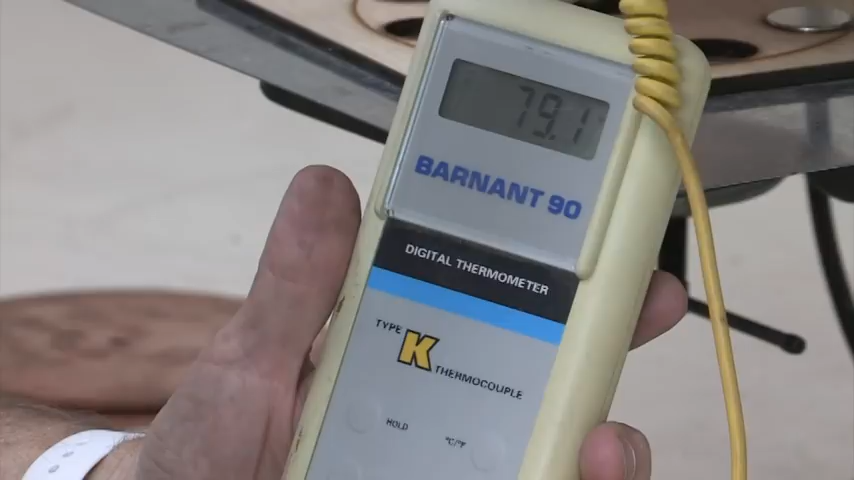 79.1
BARNANT 90
DIGITAL THERMOMETER
TYPE
K
THERMOCOUPLE
HOLD
°C/°F